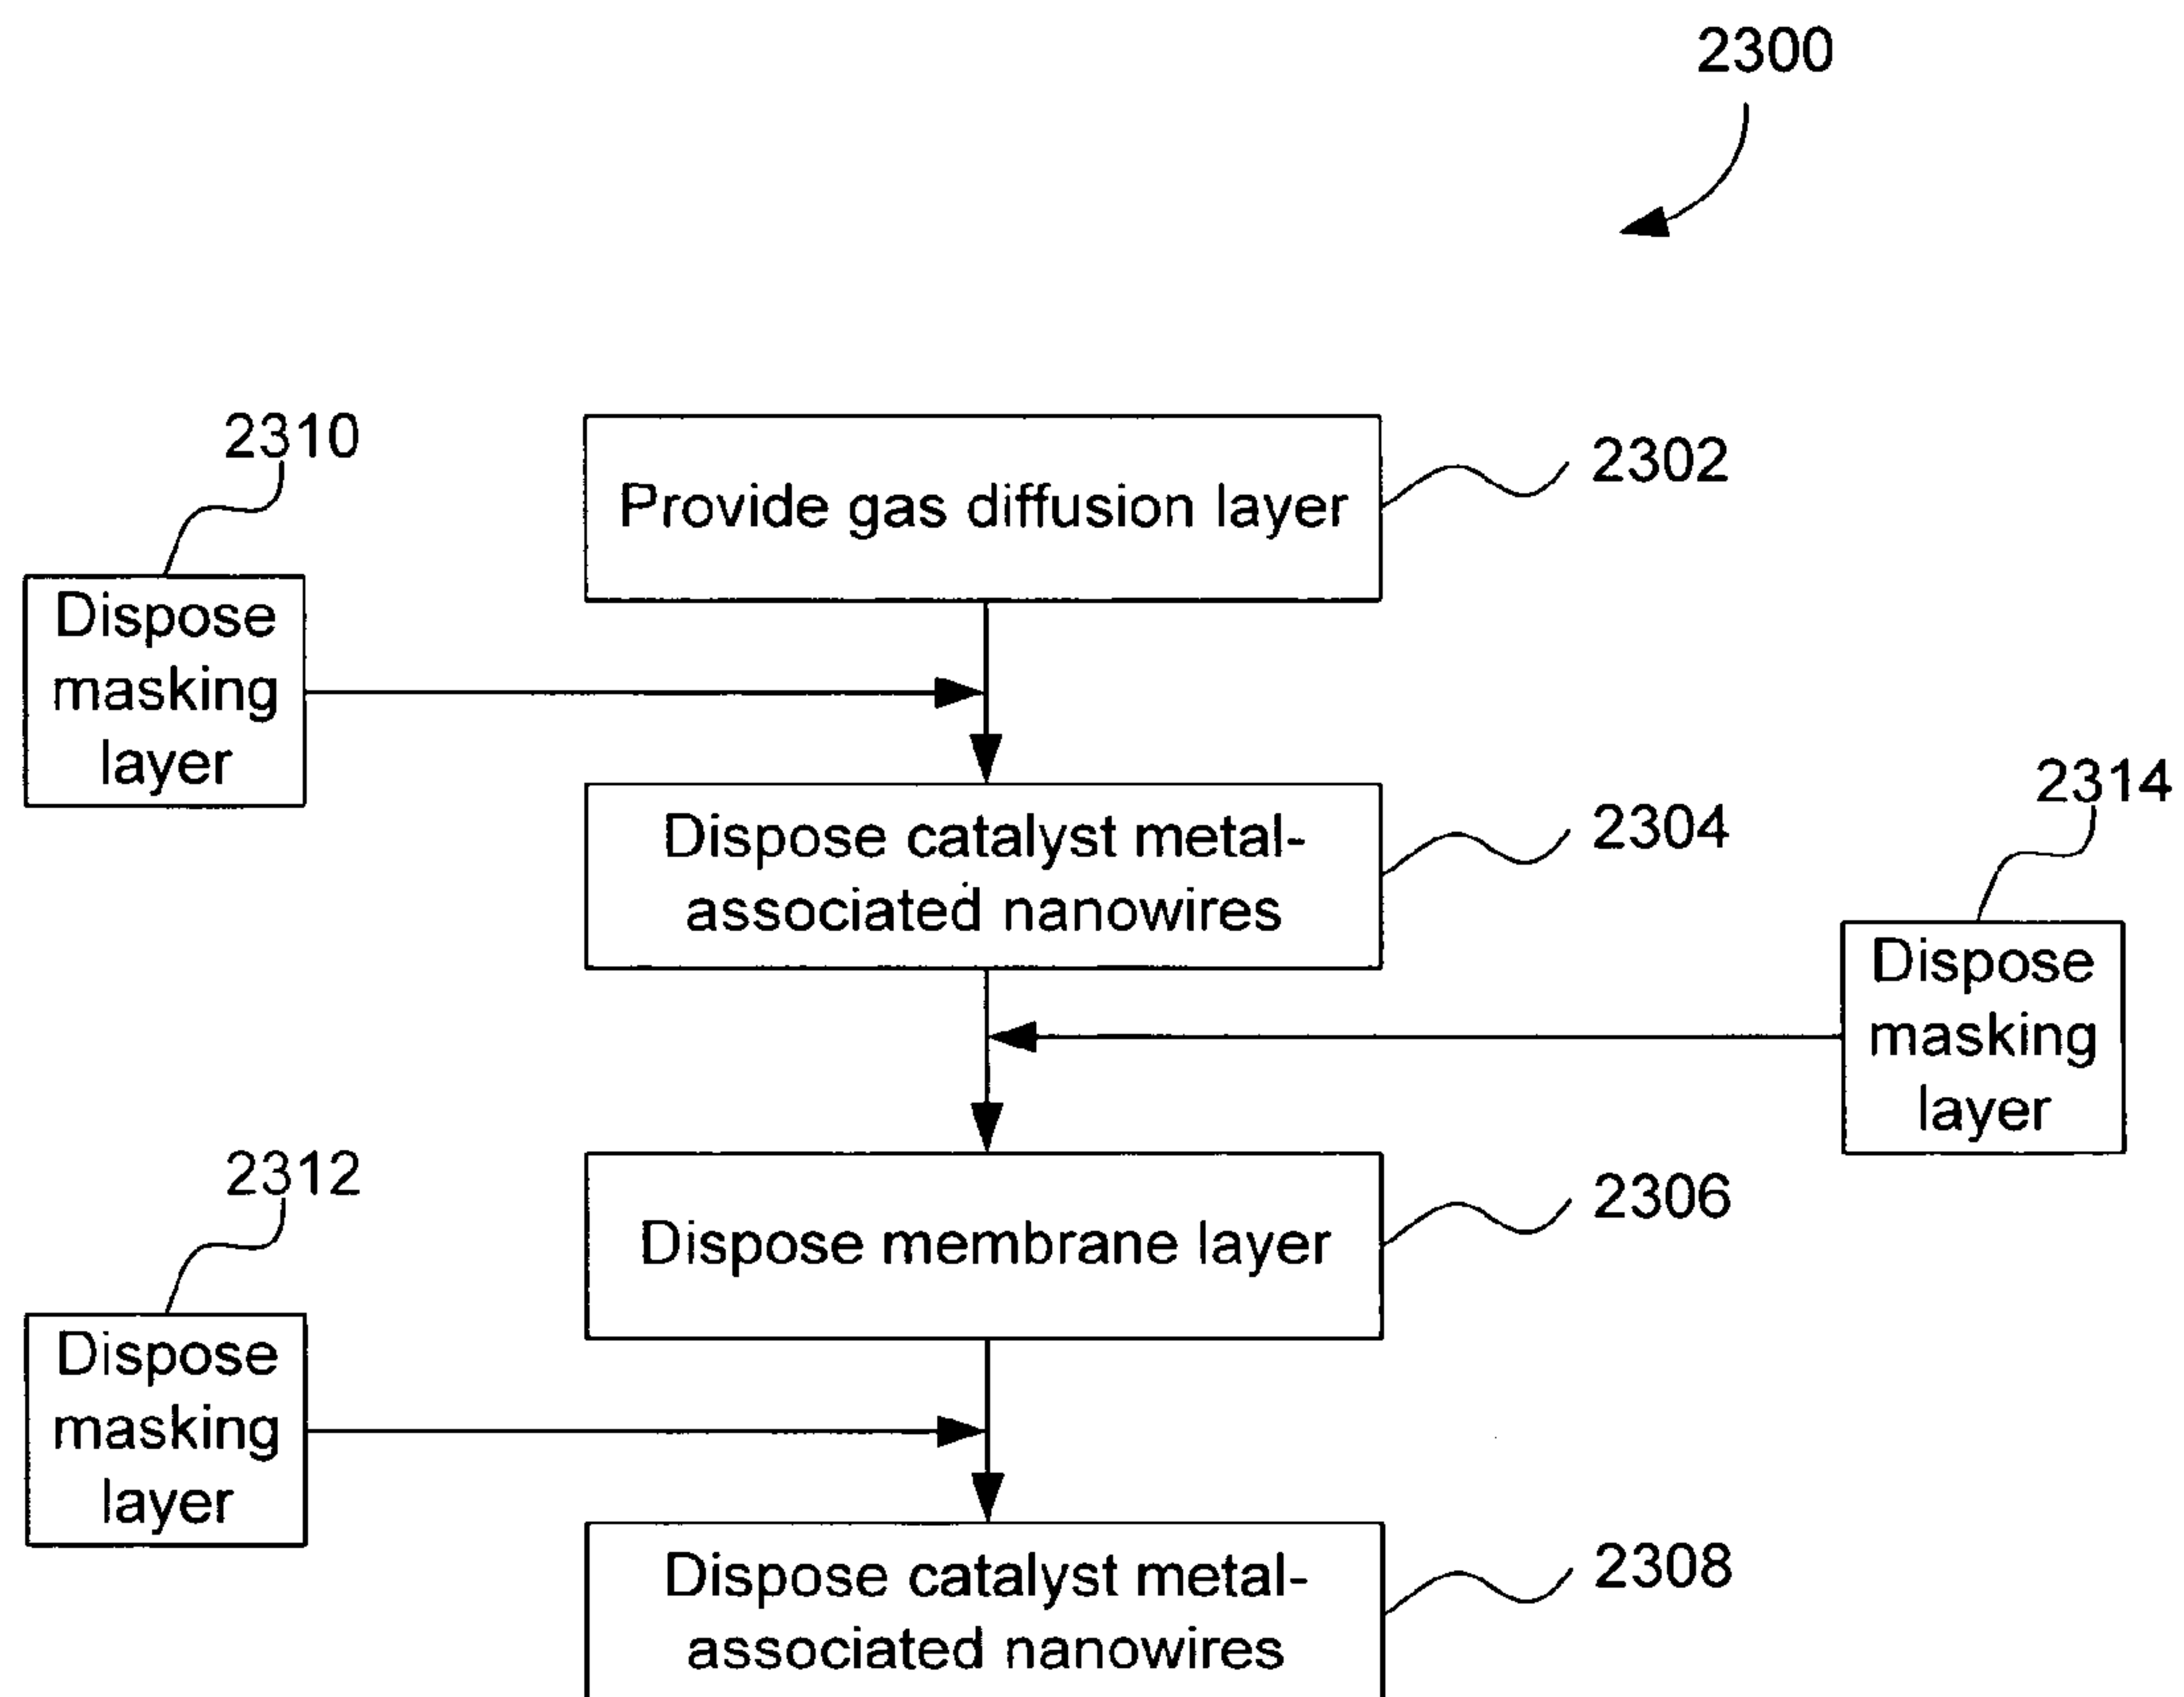 2300
2310
2302
Provide gas diffusion layer
Dispose
masking
layer
2314
2304
Dispose catalyst metal-
associated nanowires
Dispose
masking
layer
2312
2306
Dispose membrane layer
Dispose
masking
layer
2308
Dispose catalyst metal-
associated nanowires